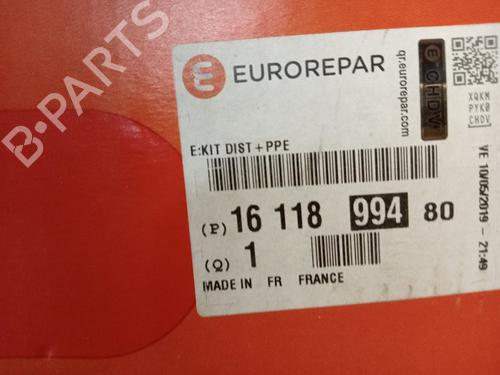 EUROREPAR
qr.eurorepar.com
e CHDV
XQKM
PYK0
CHDV
E:KIT DIST+PPE
VE 10/05/2019 - 21:49
(P) 16 118 994 80
(Q) 1
MADE IN FR FRANCE
B-PARTS